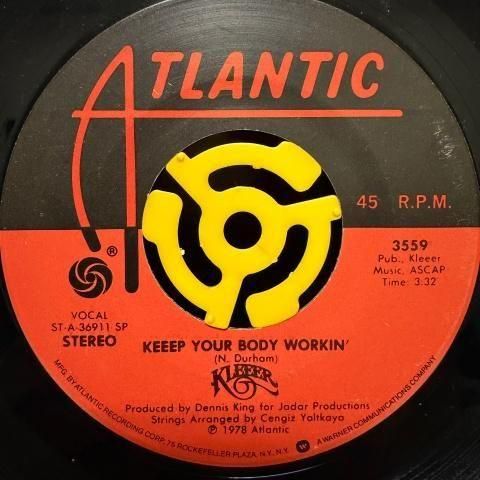 ATLANTIC
45 R.P.M.
®
3559
Pub., Kleeer
Music, ASCAP
Time: 3:32
VOCAL
ST-A-36911 SP
STEREO
KEEEP YOUR BODY WORKIN'
(N. Durham)
KLEEER
Produced by Dennis King for Jadar Productions
Strings Arranged by Cengiz Yaltkaya
℗ 1978 Atlantic
MFG. BY ATLANTIC RECORDING CORP., 75 ROCKEFELLER PLAZA, N.Y., N.Y. W A WARNER COMMUNICATIONS COMPANY